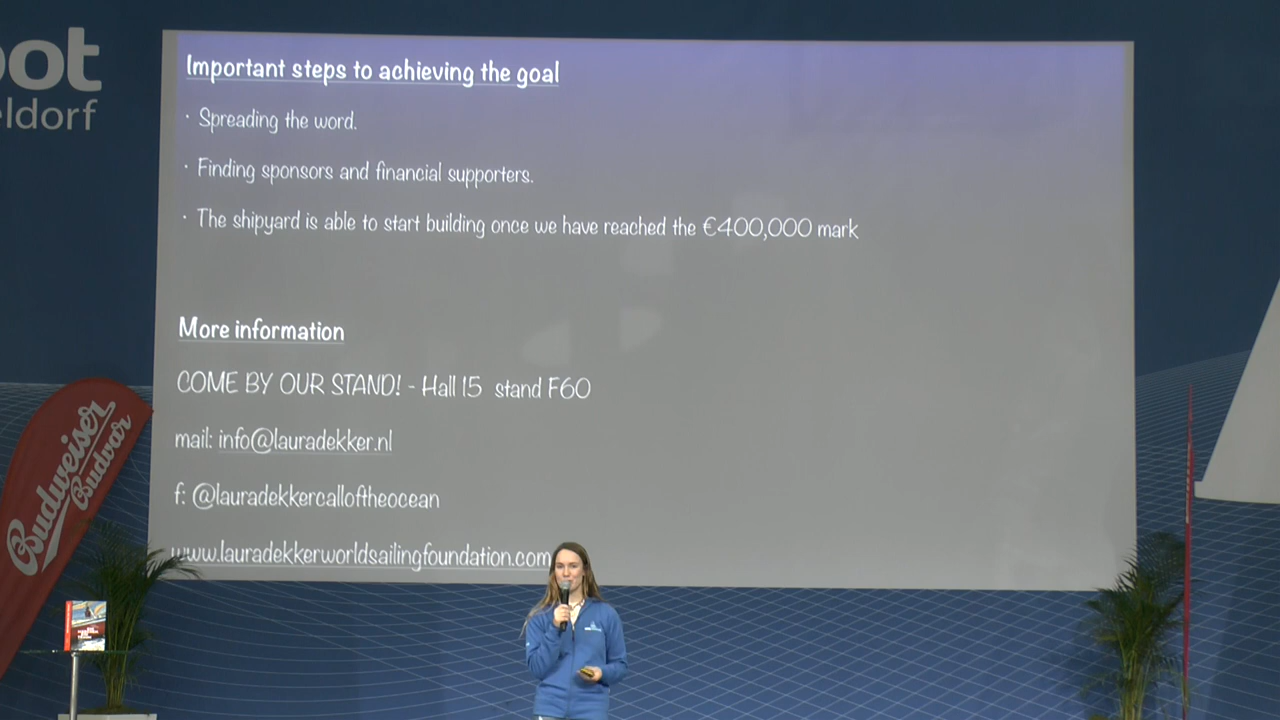 oot
eldorf
Important steps to achieving the goal
· Spreading the word.
· Finding sponsors and financial supporters.
· The shipyard is able to start building once we have reached the €400,000 mark
More information
COME BY OUR STAND! - Hall 15 stand F60
mail: info@lauradekker.nl
f: @lauradekkercalloftheocean
www.lauradekkerworldsailingfoundation.com
Budweiser
Budvar